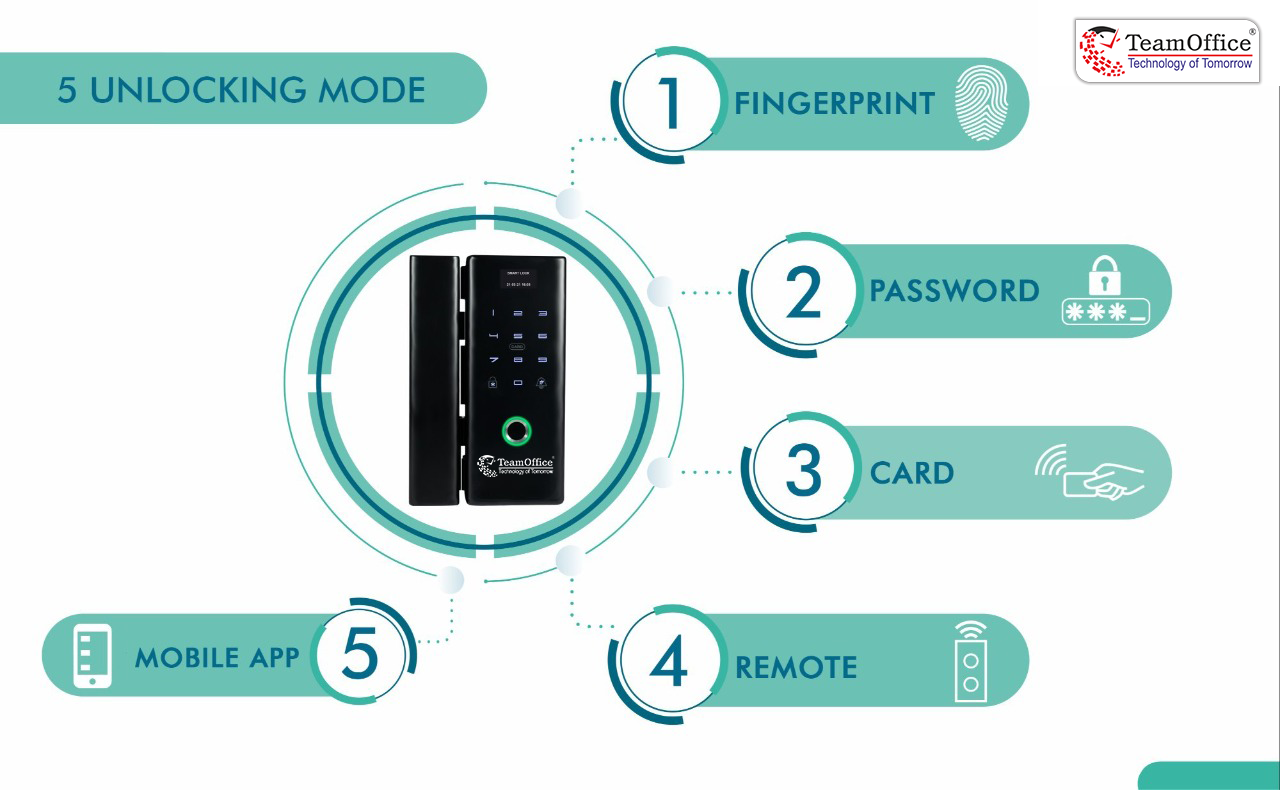 5 UNLOCKING MODE
TeamOffice®
Technology of Tomorrow
1
FINGERPRINT
2
PASSWORD
***_
3
CARD
4
REMOTE
5
MOBILE APP
SMART LOCK
1 2 3
4 5 6
7 8 9
* 0
TeamOffice®
Technology of Tomorrow